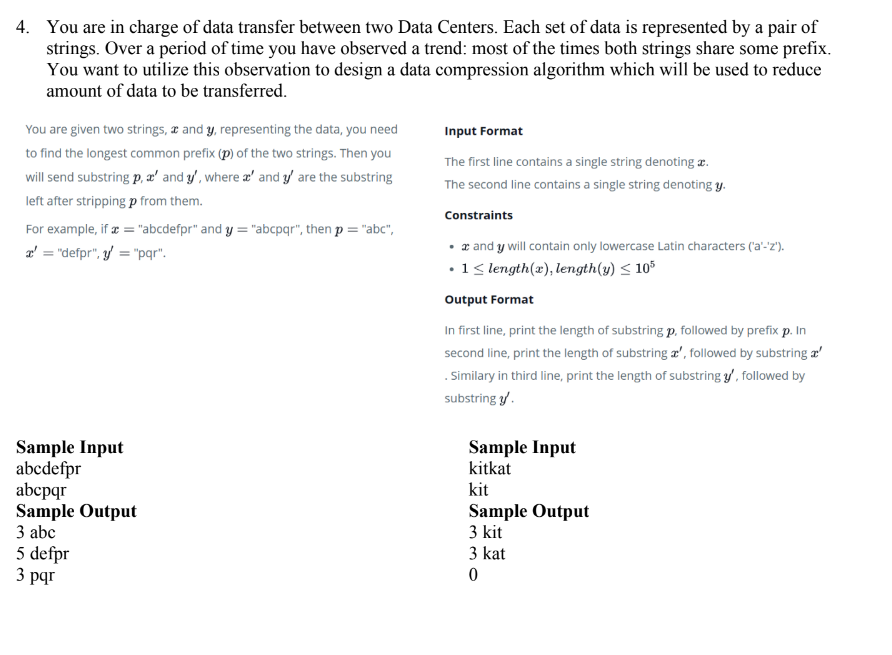 4. You are in charge of data transfer between two Data Centers. Each set of data is represented by a pair of
strings. Over a period of time you have observed a trend: most of the times both strings share some prefix.
You want to utilize this observation to design a data compression algorithm which will be used to reduce
amount of data to be transferred.
You are given two strings, x and y, representing the data, you need
to find the longest common prefix (p) of the two strings. Then you
will send substring p, x′ and y′, where x′ and y′ are the substring
left after stripping p from them.
For example, if x = "abcdefpr" and y = "abcpqr", then p = "abc",
x′ = "defpr", y′ = "pqr".
Input Format
The first line contains a single string denoting x.
The second line contains a single string denoting y.
Constraints
• x and y will contain only lowercase Latin characters ('a'-'z').
• 1 ≤ length(x), length(y) ≤ 10⁵
Output Format
In first line, print the length of substring p, followed by prefix p. In
second line, print the length of substring x′, followed by substring x′
. Similary in third line, print the length of substring y′, followed by
substring y′.
Sample Input
abcdefpr
abcpqr
Sample Output
3 abc
5 defpr
3 pqr
Sample Input
kitkat
kit
Sample Output
3 kit
3 kat
0